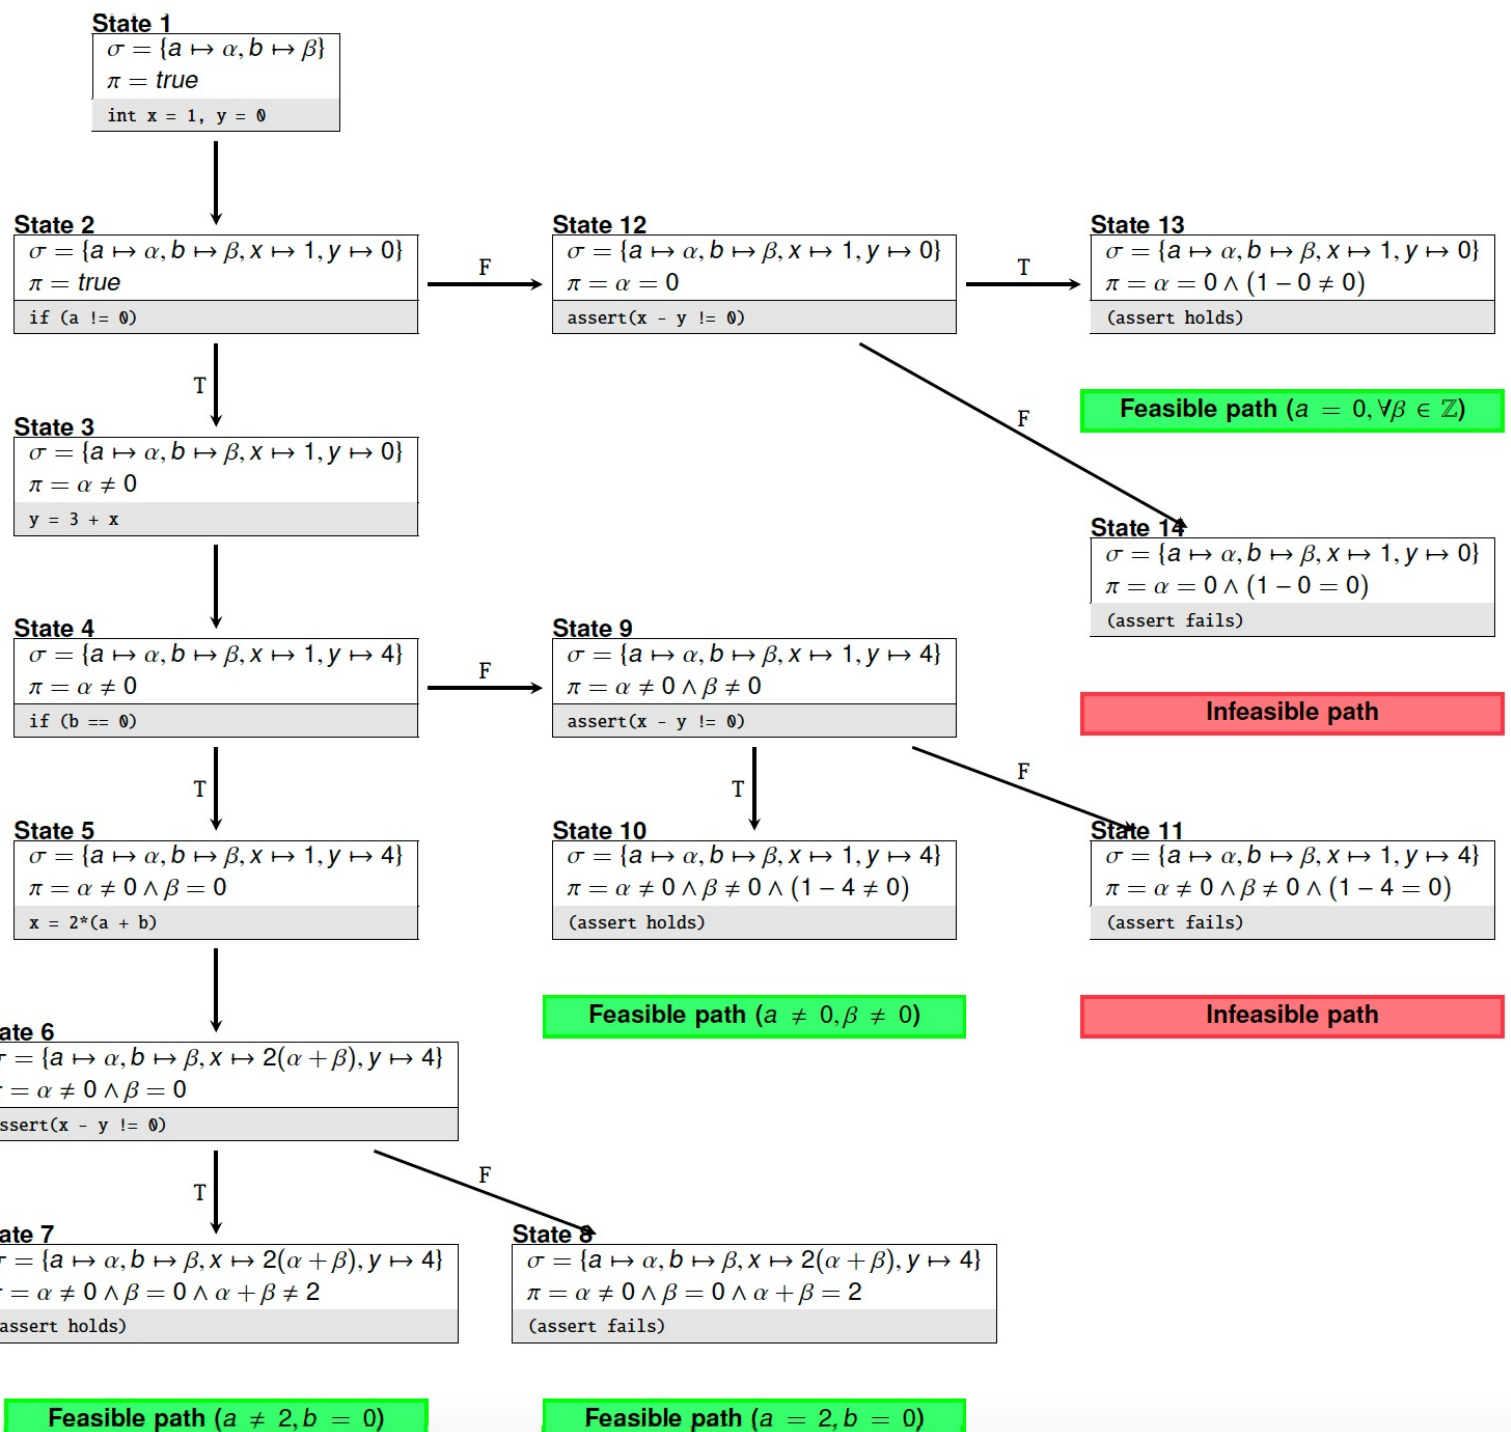 State 1
σ = {a ↦ α, b ↦ β}
π = true
int x = 1, y = 0
State 2
σ = {a ↦ α, b ↦ β, x ↦ 1, y ↦ 0}
π = true
if (a != 0)
F
State 12
σ = {a ↦ α, b ↦ β, x ↦ 1, y ↦ 0}
π = α = 0
assert(x - y != 0)
T
State 13
σ = {a ↦ α, b ↦ β, x ↦ 1, y ↦ 0}
π = α = 0 ∧ (1 − 0 ≠ 0)
(assert holds)
Feasible path (a = 0, ∀β ∈ ℤ)
T
F
State 3
σ = {a ↦ α, b ↦ β, x ↦ 1, y ↦ 0}
π = α ≠ 0
y = 3 + x
State 14
σ = {a ↦ α, b ↦ β, x ↦ 1, y ↦ 0}
π = α = 0 ∧ (1 − 0 = 0)
(assert fails)
Infeasible path
State 4
σ = {a ↦ α, b ↦ β, x ↦ 1, y ↦ 4}
π = α ≠ 0
if (b == 0)
F
State 9
σ = {a ↦ α, b ↦ β, x ↦ 1, y ↦ 4}
π = α ≠ 0 ∧ β ≠ 0
assert(x - y != 0)
T
T
F
State 5
σ = {a ↦ α, b ↦ β, x ↦ 1, y ↦ 4}
π = α ≠ 0 ∧ β = 0
x = 2*(a + b)
State 10
σ = {a ↦ α, b ↦ β, x ↦ 1, y ↦ 4}
π = α ≠ 0 ∧ β ≠ 0 ∧ (1 − 4 ≠ 0)
(assert holds)
Feasible path (a ≠ 0, β ≠ 0)
State 11
σ = {a ↦ α, b ↦ β, x ↦ 1, y ↦ 4}
π = α ≠ 0 ∧ β ≠ 0 ∧ (1 − 4 = 0)
(assert fails)
Infeasible path
ate 6
= {a ↦ α, b ↦ β, x ↦ 2(α + β), y ↦ 4}
= α ≠ 0 ∧ β = 0
ssert(x - y != 0)
T
F
ate 7
= {a ↦ α, b ↦ β, x ↦ 2(α + β), y ↦ 4}
= α ≠ 0 ∧ β = 0 ∧ α + β ≠ 2
assert holds)
Feasible path (a ≠ 2, b = 0)
State 8
σ = {a ↦ α, b ↦ β, x ↦ 2(α + β), y ↦ 4}
π = α ≠ 0 ∧ β = 0 ∧ α + β = 2
(assert fails)
Feasible path (a = 2, b = 0)